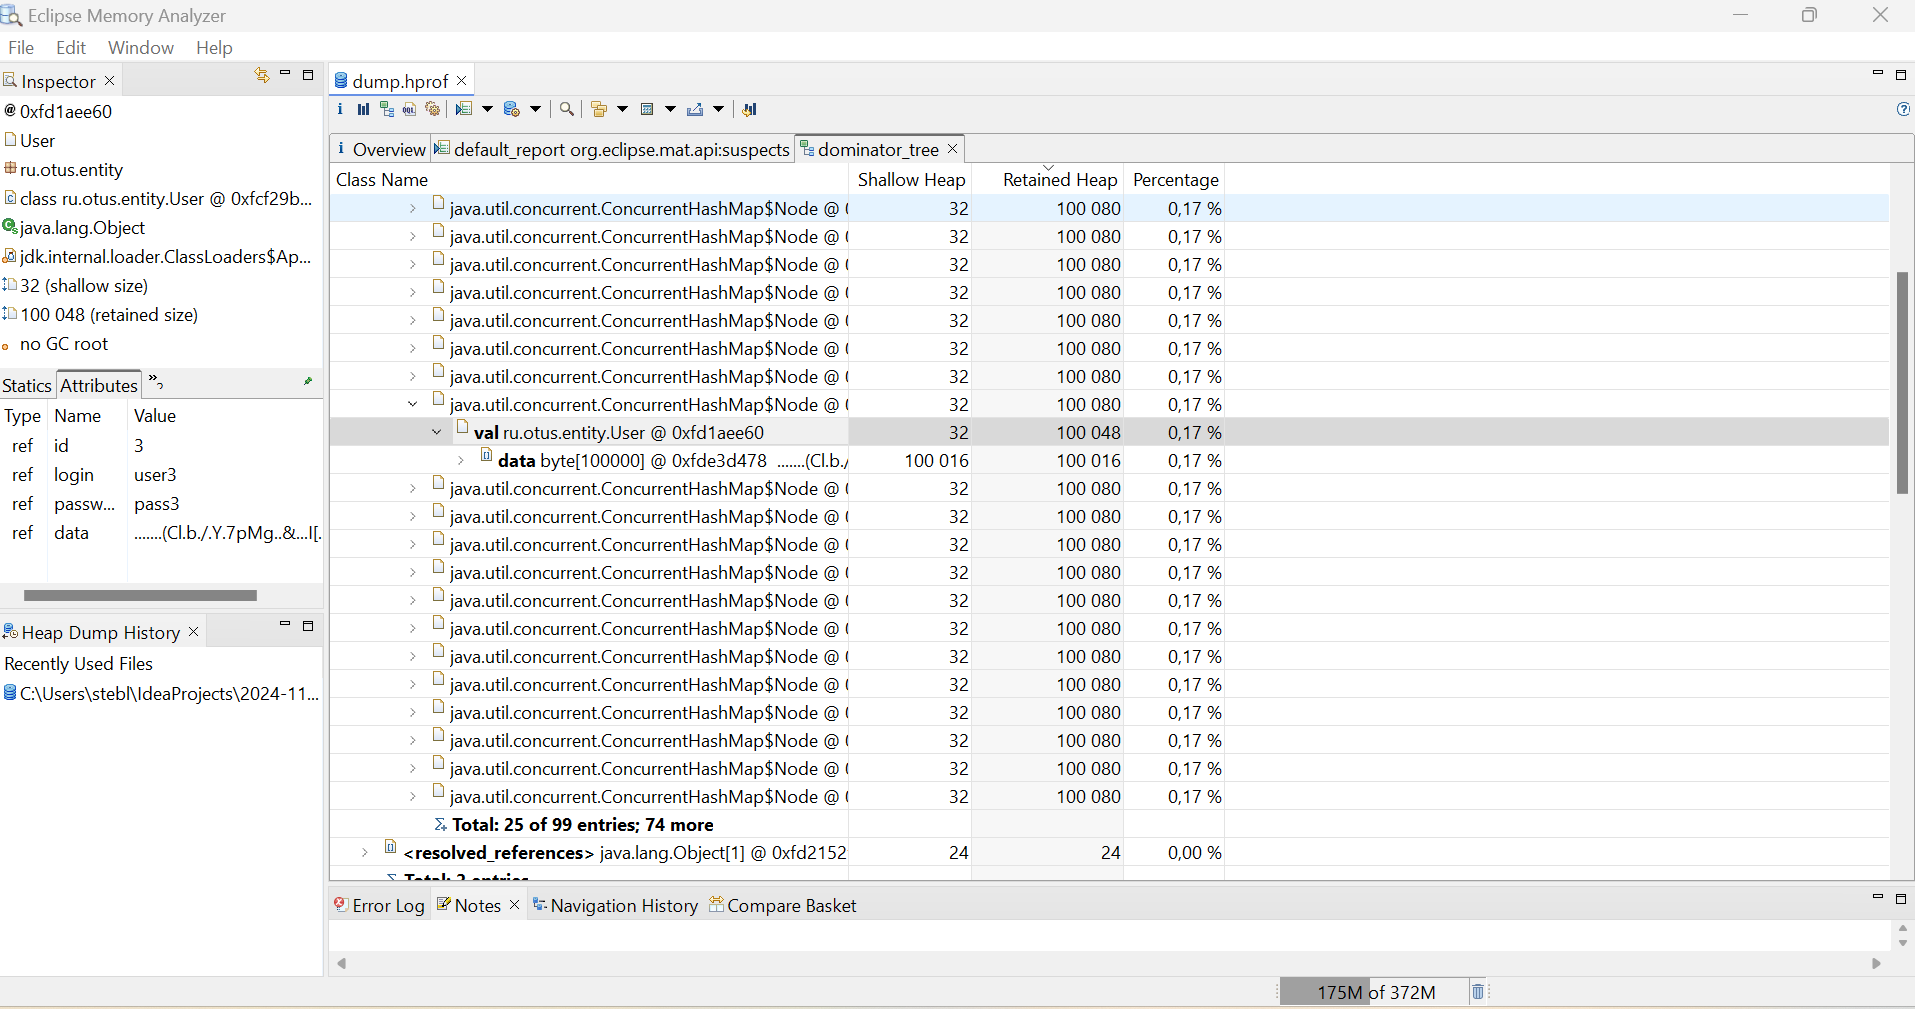 Eclipse Memory Analyzer
File Edit Window Help
Inspector
@ 0xfd1aee60
User
ru.otus.entity
class ru.otus.entity.User @ 0xfcf29b...
java.lang.Object
jdk.internal.loader.ClassLoaders$Ap...
32 (shallow size)
100 048 (retained size)
no GC root
Statics Attributes »2
Type Name Value
ref id 3
ref login user3
ref passw... pass3
ref data .......(Cl.b./.Y.7pMg..&...I[.
Heap Dump History
Recently Used Files
C:\Users\stebl\IdeaProjects\2024-11...
dump.hprof
i Overview default_report org.eclipse.mat.api:suspects dominator_tree
Class Name Shallow Heap Retained Heap Percentage
java.util.concurrent.ConcurrentHashMap$Node @ 32 100 080 0,17 %
java.util.concurrent.ConcurrentHashMap$Node @ 32 100 080 0,17 %
java.util.concurrent.ConcurrentHashMap$Node @ 32 100 080 0,17 %
java.util.concurrent.ConcurrentHashMap$Node @ 32 100 080 0,17 %
java.util.concurrent.ConcurrentHashMap$Node @ 32 100 080 0,17 %
java.util.concurrent.ConcurrentHashMap$Node @ 32 100 080 0,17 %
java.util.concurrent.ConcurrentHashMap$Node @ 32 100 080 0,17 %
java.util.concurrent.ConcurrentHashMap$Node @ 32 100 080 0,17 %
val ru.otus.entity.User @ 0xfd1aee60 32 100 048 0,17 %
data byte[100000] @ 0xfde3d478 .......(Cl.b./ 100 016 100 016 0,17 %
java.util.concurrent.ConcurrentHashMap$Node @ 32 100 080 0,17 %
java.util.concurrent.ConcurrentHashMap$Node @ 32 100 080 0,17 %
java.util.concurrent.ConcurrentHashMap$Node @ 32 100 080 0,17 %
java.util.concurrent.ConcurrentHashMap$Node @ 32 100 080 0,17 %
java.util.concurrent.ConcurrentHashMap$Node @ 32 100 080 0,17 %
java.util.concurrent.ConcurrentHashMap$Node @ 32 100 080 0,17 %
java.util.concurrent.ConcurrentHashMap$Node @ 32 100 080 0,17 %
java.util.concurrent.ConcurrentHashMap$Node @ 32 100 080 0,17 %
java.util.concurrent.ConcurrentHashMap$Node @ 32 100 080 0,17 %
java.util.concurrent.ConcurrentHashMap$Node @ 32 100 080 0,17 %
java.util.concurrent.ConcurrentHashMap$Node @ 32 100 080 0,17 %
java.util.concurrent.ConcurrentHashMap$Node @ 32 100 080 0,17 %
Total: 25 of 99 entries; 74 more
<resolved_references> java.lang.Object[1] @ 0xfd2152 24 24 0,00 %
Total: 2 entries
Error Log Notes Navigation History Compare Basket
175M of 372M